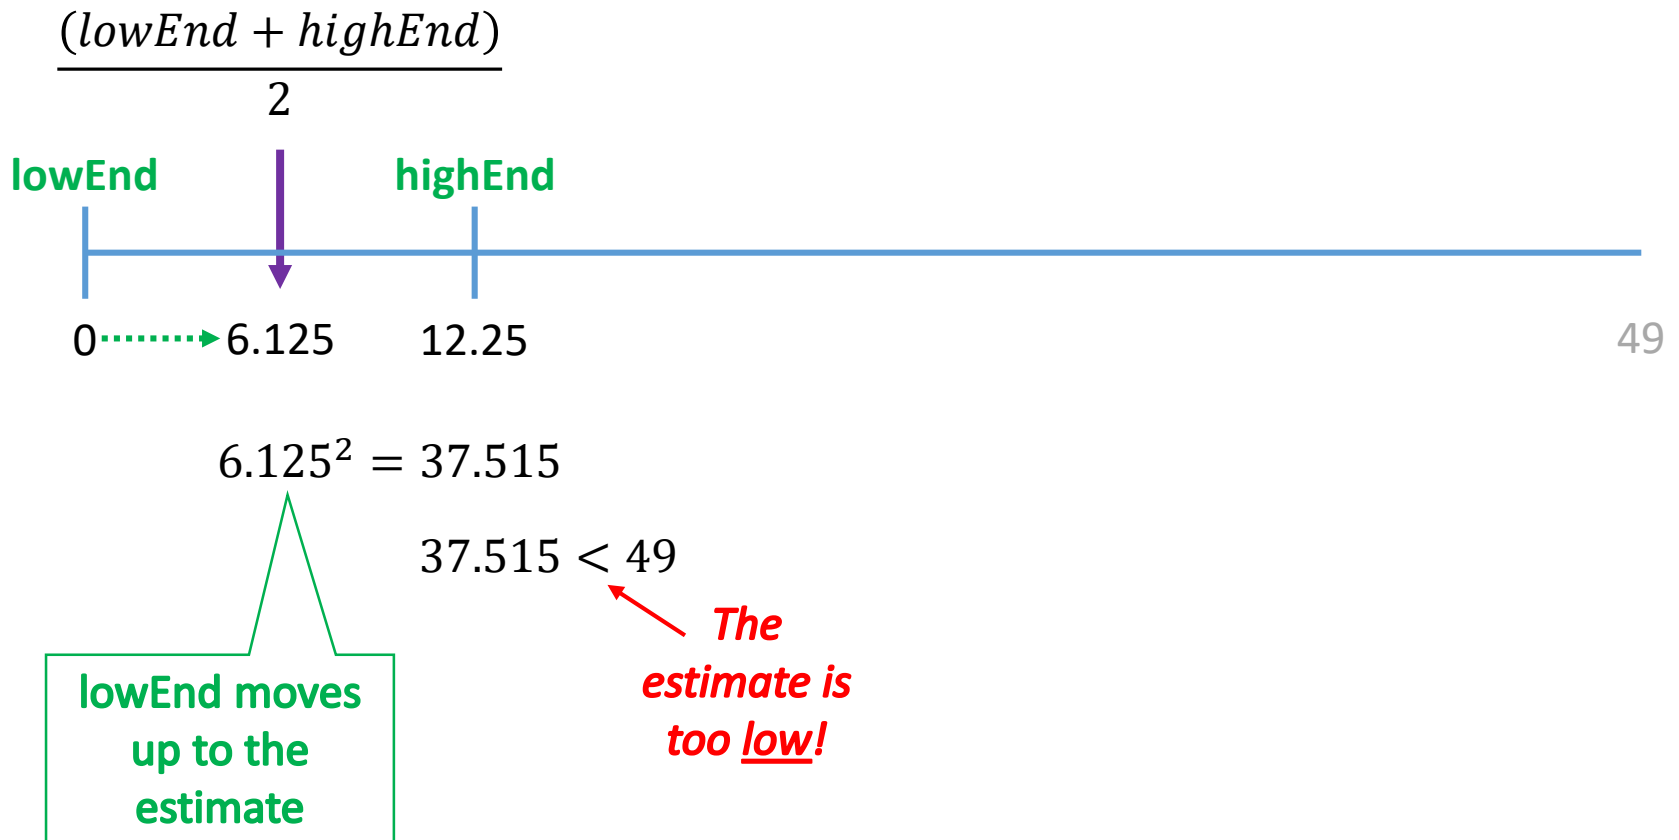 (lowEnd + highEnd)
2
lowEnd
highEnd
0
6.125
12.25
49
6.125² = 37.515
37.515 < 49
The
estimate is
too low!
lowEnd moves
up to the
estimate